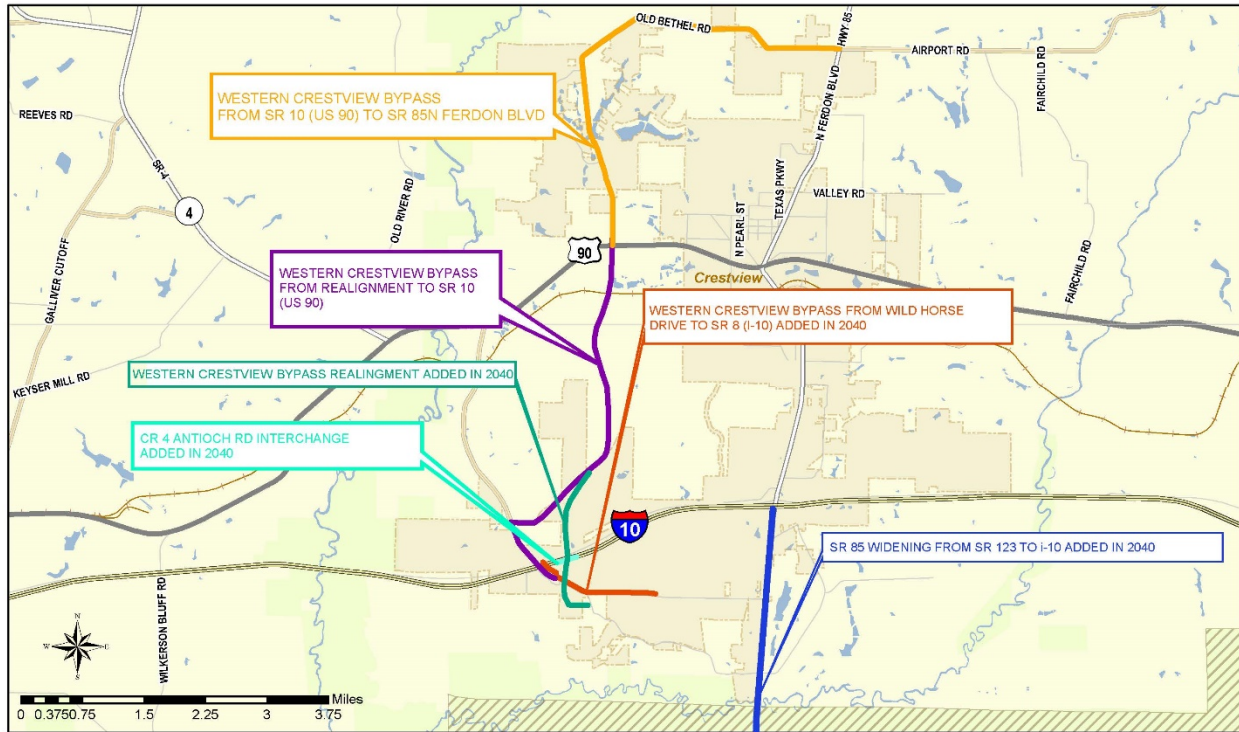 OLD BETHEL RD
HWY 85
AIRPORT RD
FAIRCHILD RD
WESTERN CRESTVIEW BYPASS
FROM SR 10 (US 90) TO SR 85N FERDON BLVD
REEVES RD
SR 4
4
GALLIVER CUTOFF
OLD RIVER RD
N FERDON BLVD
TEXAS PKWY
N PEARL ST
VALLEY RD
90
Crestview
FAIRCHILD RD
WESTERN CRESTVIEW BYPASS
FROM REALIGNMENT TO SR 10
(US 90)
WESTERN CRESTVIEW BYPASS FROM WILD HORSE
DRIVE TO SR 8 (I-10) ADDED IN 2040
KEYSER MILL RD
WESTERN CRESTVIEW BYPASS REALINGMENT ADDED IN 2040
CR 4 ANTIOCH RD INTERCHANGE
ADDED IN 2040
10
SR 85 WIDENING FROM SR 123 TO I-10 ADDED IN 2040
WILKERSON BLUFF RD
N
W E
S
Miles
0 0.3750.75 1.5 2.25 3 3.75